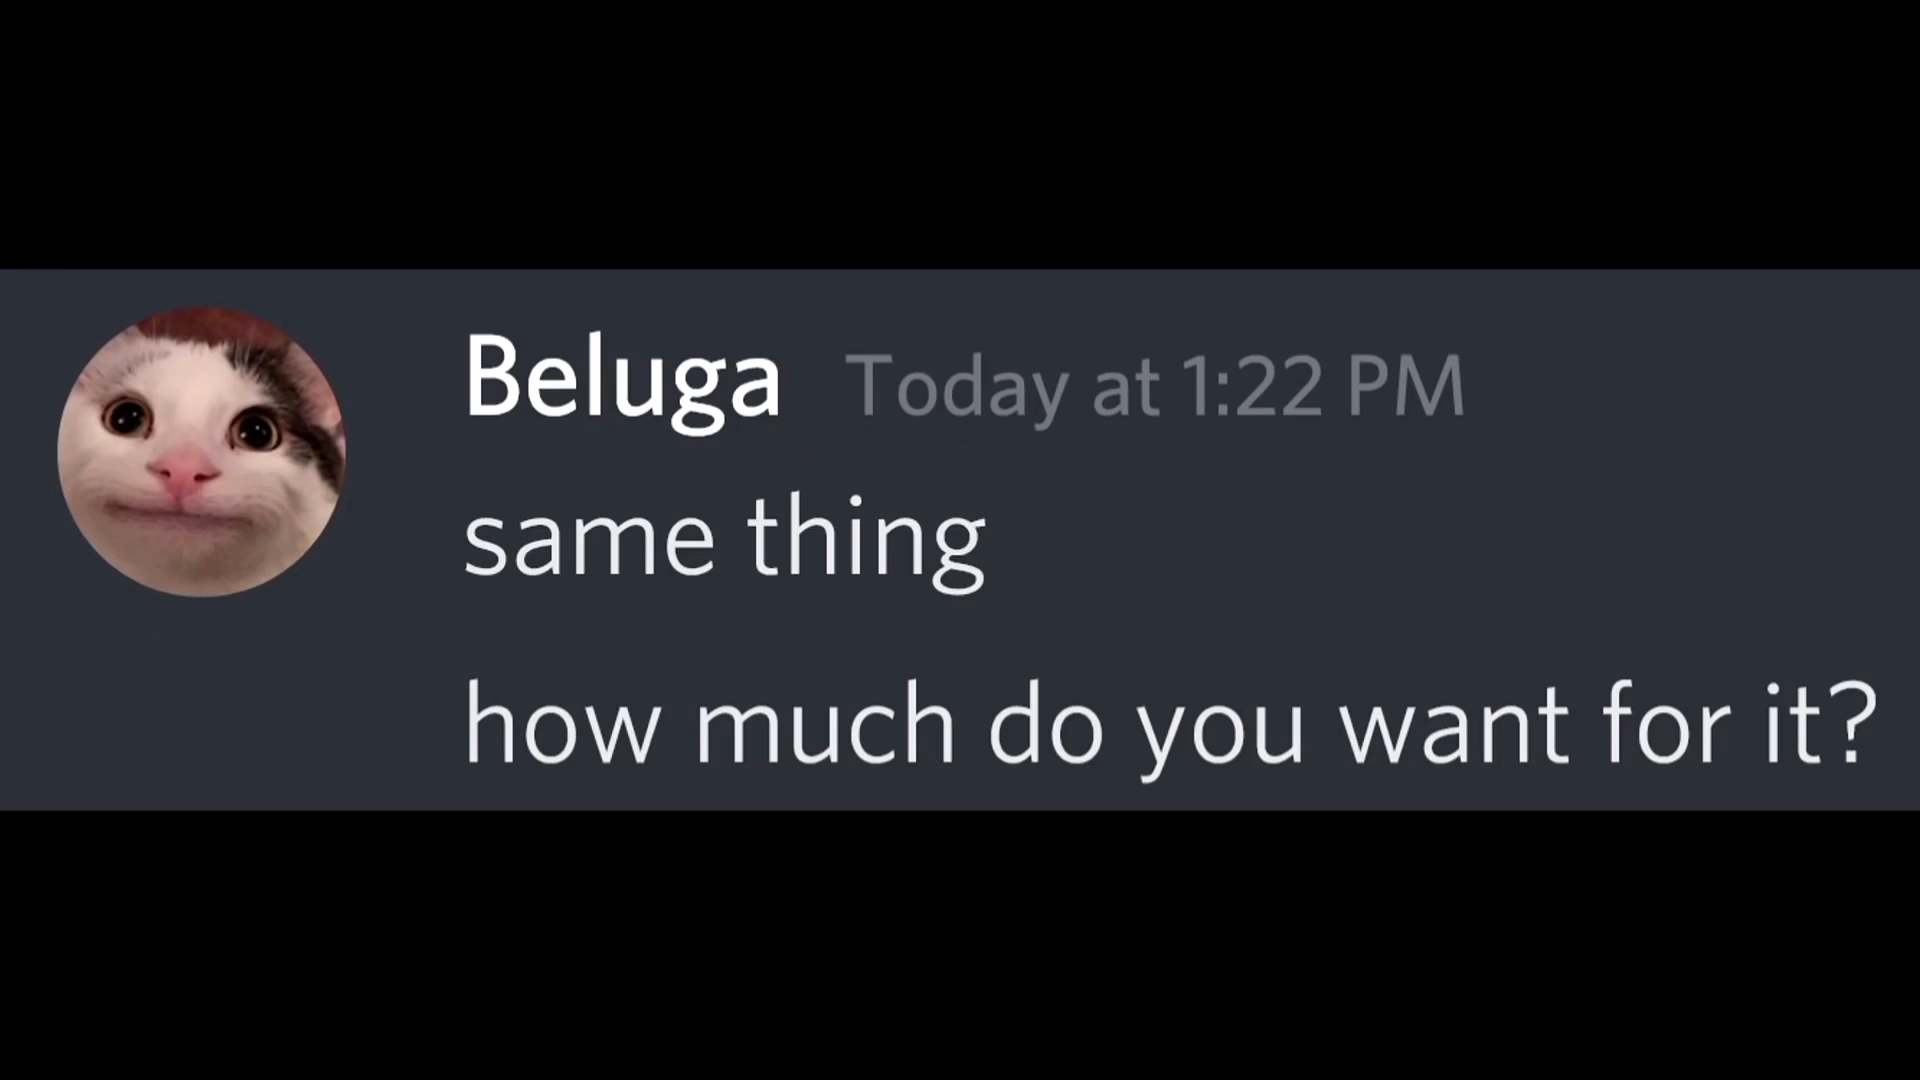 Beluga Today at 1:22 PM
same thing
how much do you want for it?